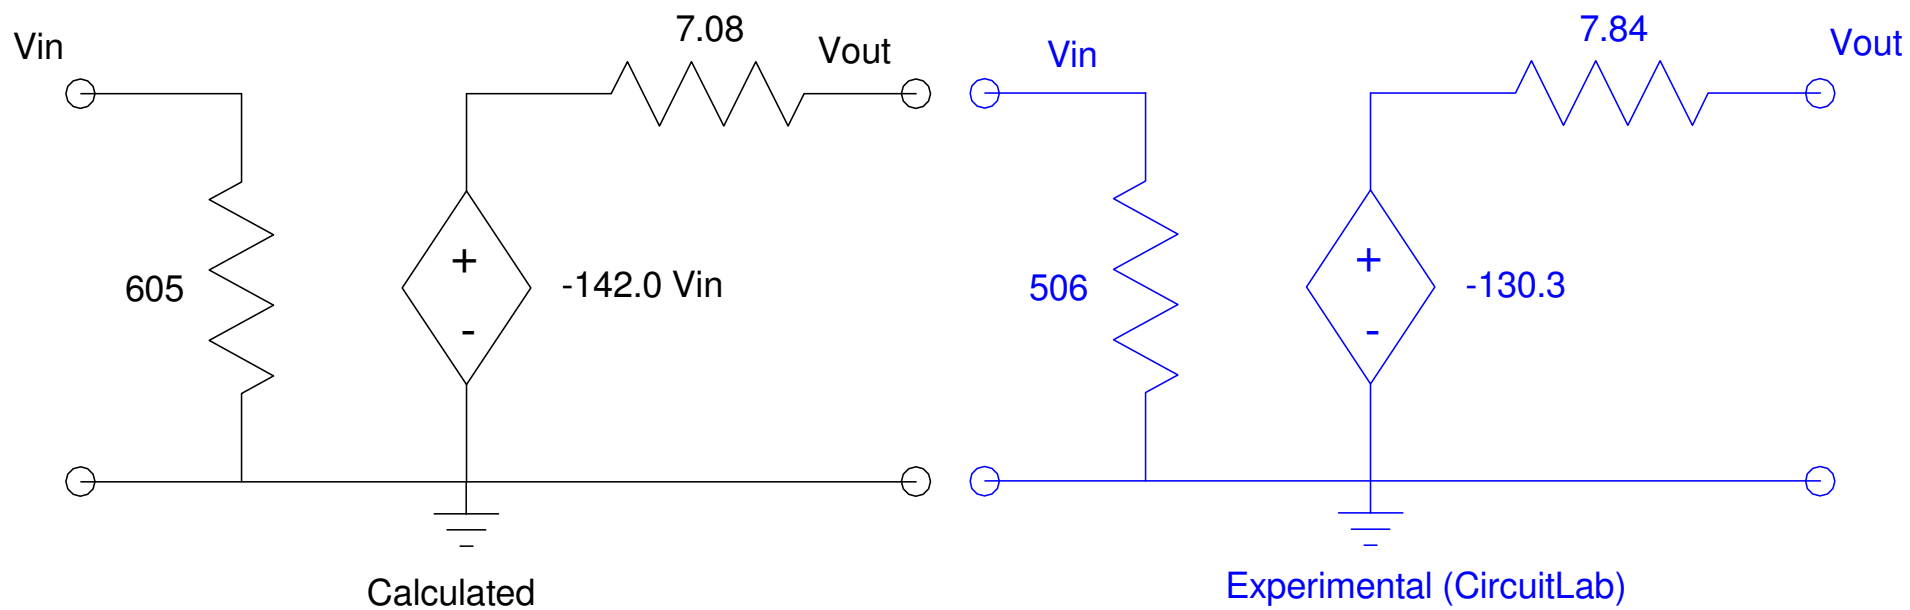 Vin
7.08
Vout
605
+
-
-142.0 Vin
Calculated
Vin
7.84
Vout
506
+
-
-130.3
Experimental (CircuitLab)